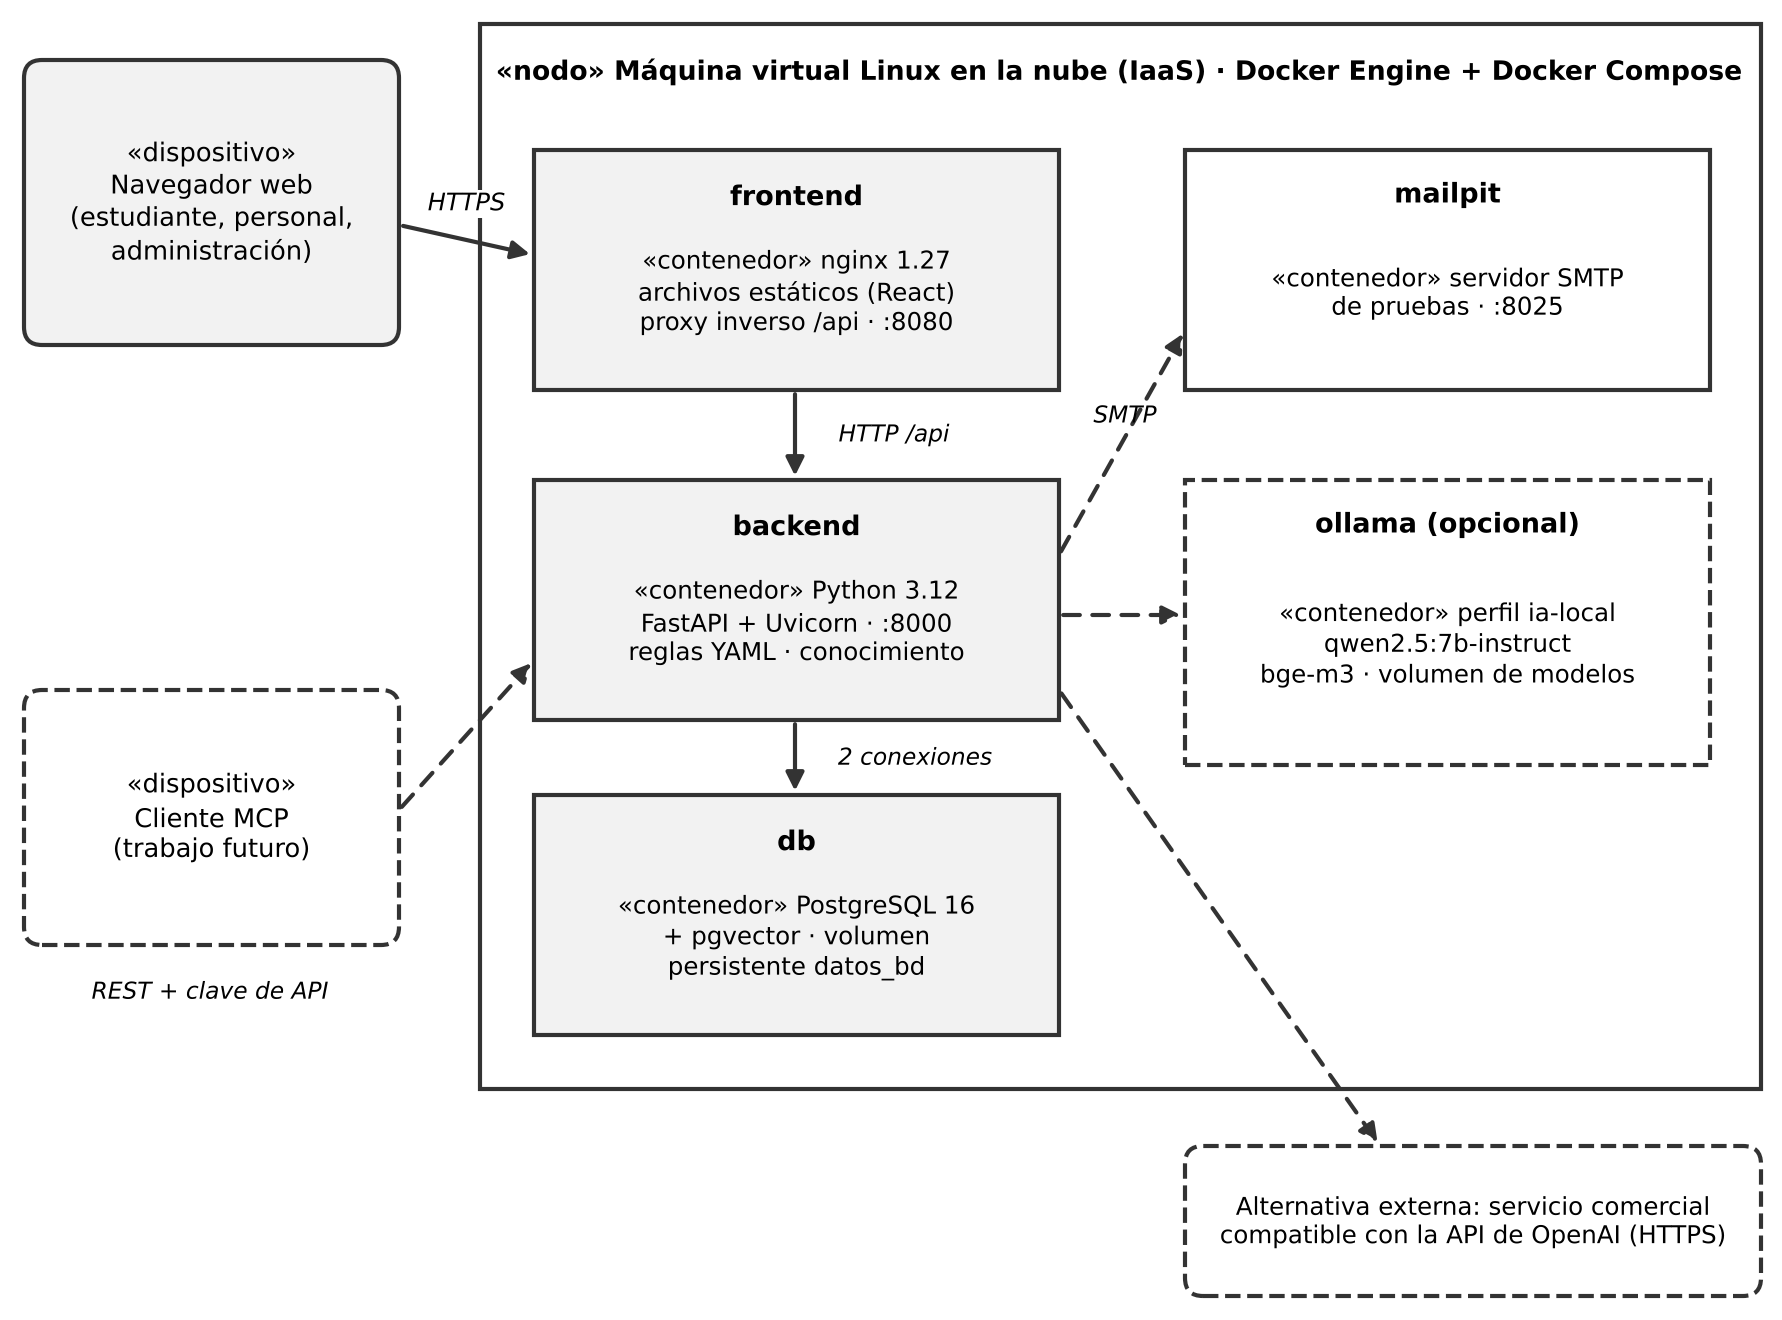 «nodo» Máquina virtual Linux en la nube (IaaS) · Docker Engine + Docker Compose
«dispositivo»
Navegador web
(estudiante, personal,
administración)
HTTPS
frontend
«contenedor» nginx 1.27
archivos estáticos (React)
proxy inverso /api · :8080
mailpit
«contenedor» servidor SMTP
de pruebas · :8025
HTTP /api
SMTP
backend
«contenedor» Python 3.12
FastAPI + Uvicorn · :8000
reglas YAML · conocimiento
ollama (opcional)
«contenedor» perfil ia-local
qwen2.5:7b-instruct
bge-m3 · volumen de modelos
2 conexiones
«dispositivo»
Cliente MCP
(trabajo futuro)
REST + clave de API
db
«contenedor» PostgreSQL 16
+ pgvector · volumen
persistente datos_bd
Alternativa externa: servicio comercial
compatible con la API de OpenAI (HTTPS)